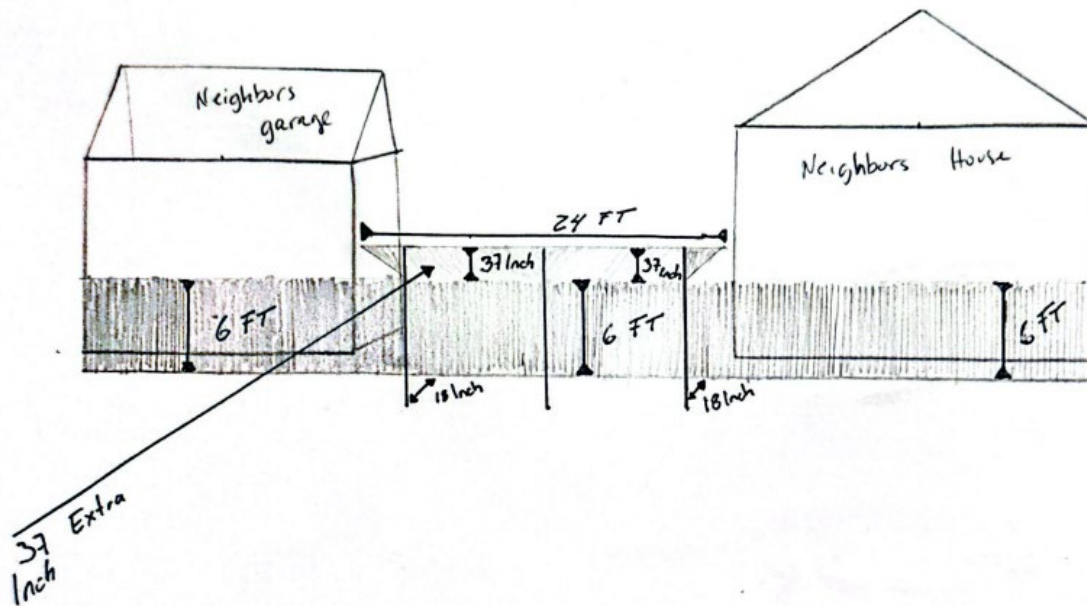 Neighbors
garage
Neighbors House
24 FT
37 Inch
37 Inch
6 FT
6 FT
6 FT
18 Inch
18 Inch
37 Extra
Inch